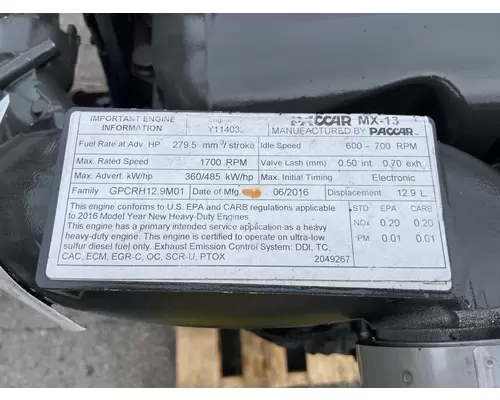 IMPORTANT ENGINE
INFORMATION
Y11403
PACCAR MX-13
MANUFACTURED BY PACCAR
Fuel Rate at Adv. HP 279.5 mm³/stroke Idle Speed 600 - 700 RPM
Max. Rated Speed 1700 RPM Valve Lash (mm) 0.50 int. 0.70 exh.
Max. Advert. kW/hp 360/485 kW/hp Max. Initial Timing Electronic
Family GPCRH12.9M01 Date of Mfg. 06/2016 Displacement 12.9 L
This engine conforms to U.S. EPA and CARB regulations applicable
to 2016 Model Year New Heavy-Duty Engines.
This engine has a primary intended service application as a heavy
heavy-duty engine. This engine is certified to operate on ultra-low
sulfur diesel fuel only. Exhaust Emission Control System: DDI, TC,
CAC, ECM, EGR-C, OC, SCR-U, PTOX
2049267
STD EPA CARB
NOx 0.20 0.20
PM 0.01 0.01